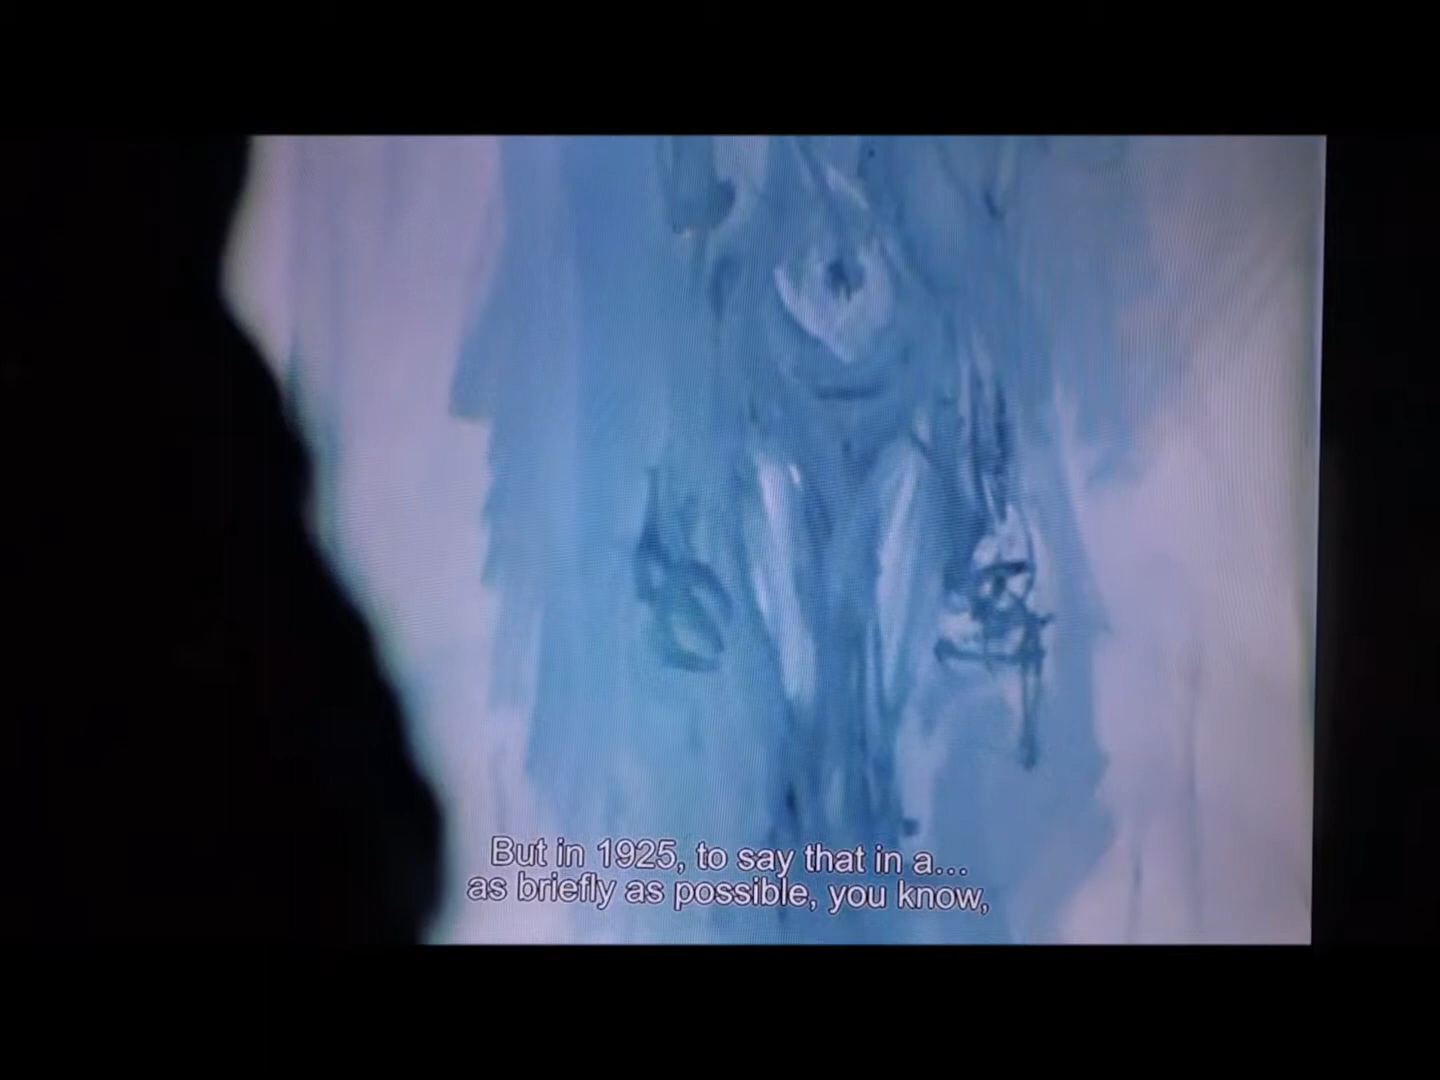 But in 1925, to say that in a...
as briefly as possible, you know,